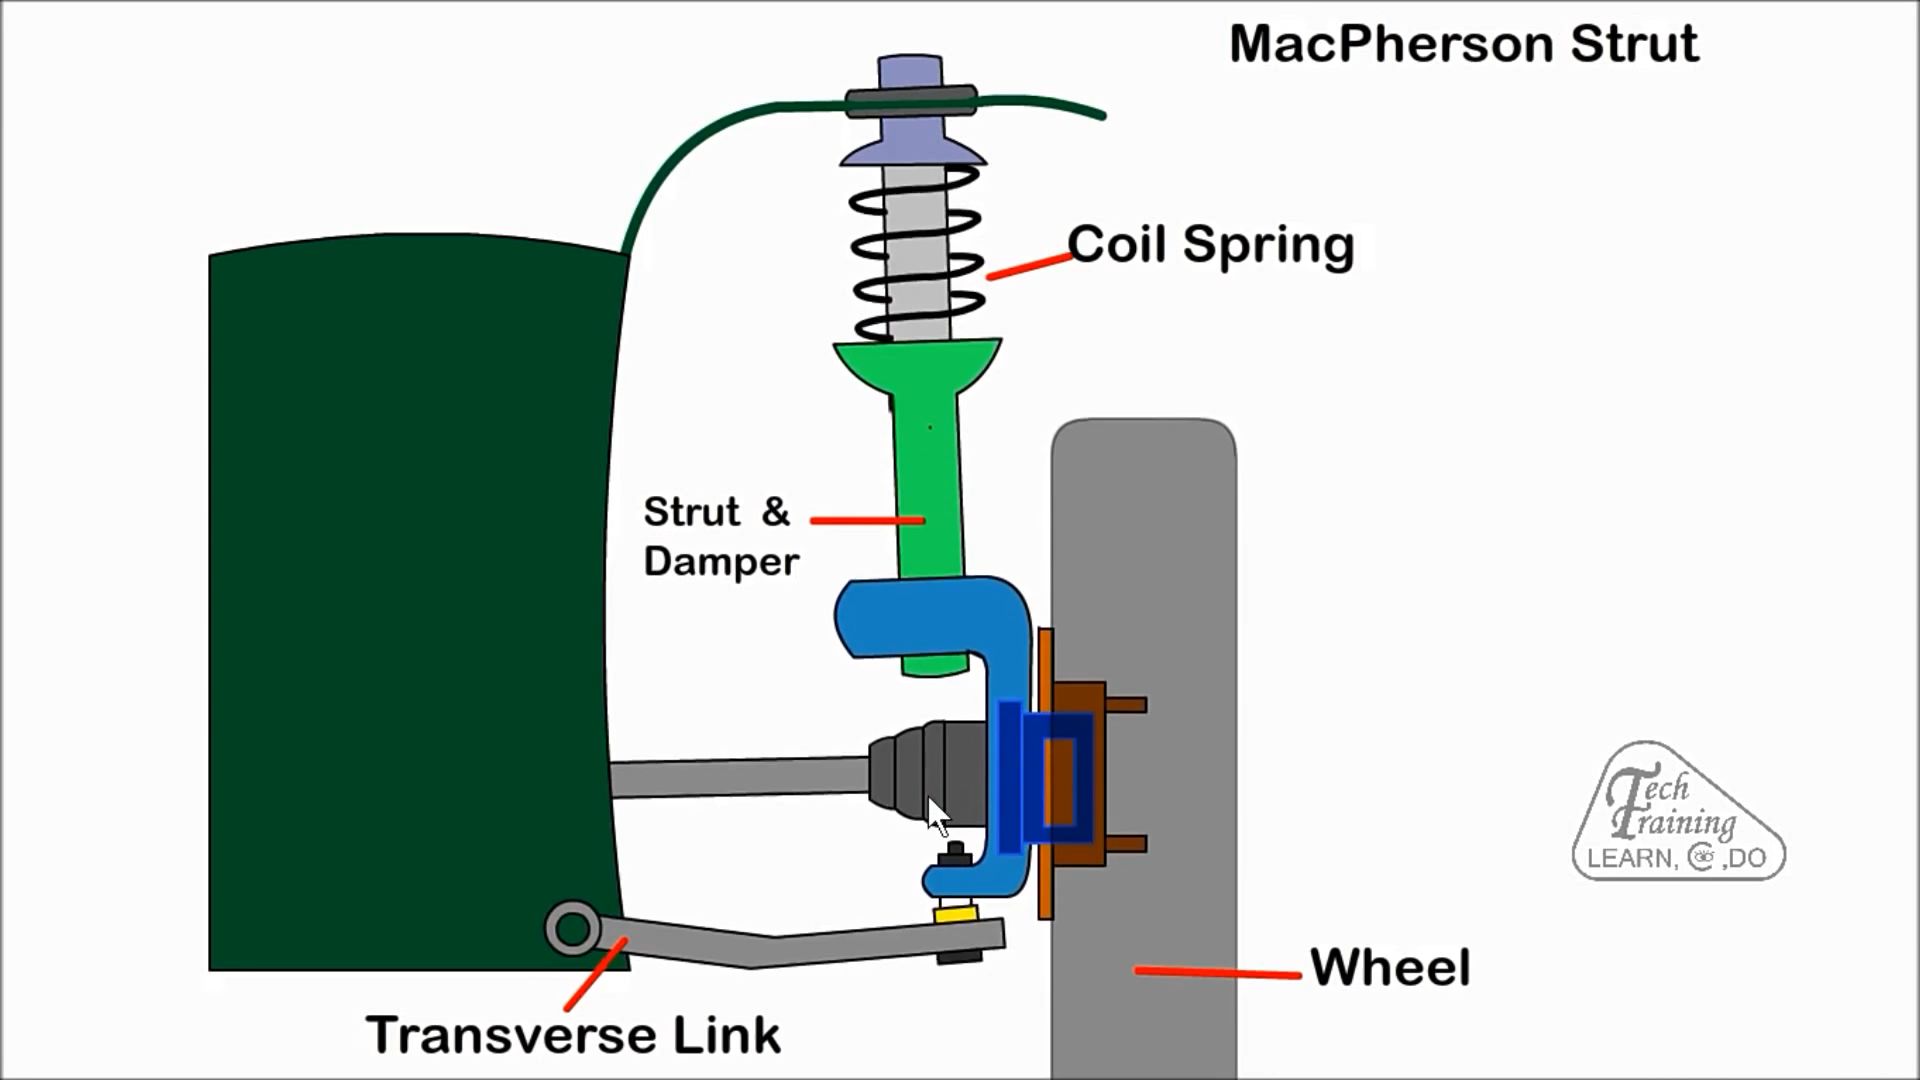 MacPherson Strut
Coil Spring
Strut &
Damper
Tech
Training
LEARN, C ,DO
Wheel
Transverse Link